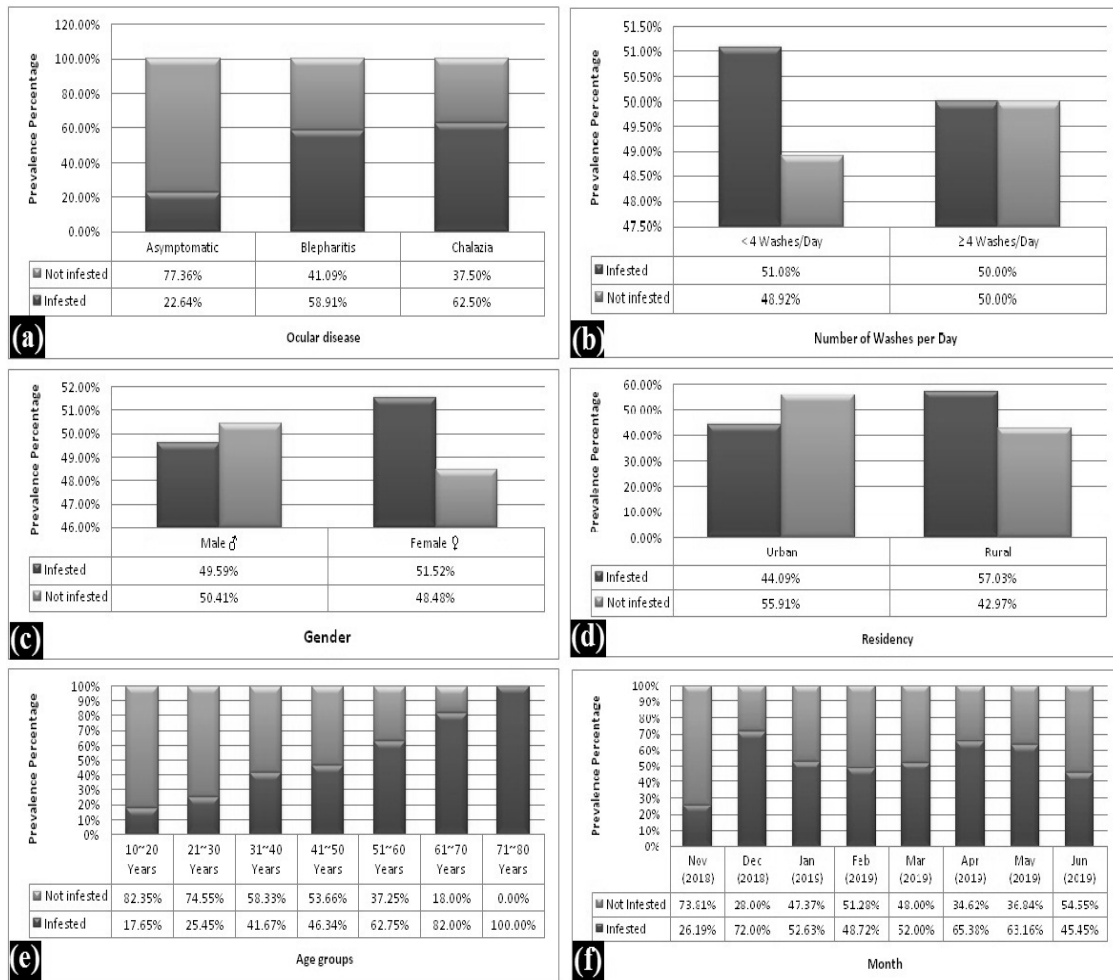 Prevalence Percentage
120.00%
100.00%
80.00%
60.00%
40.00%
20.00%
0.00%
Asymptomatic Blepharitis Chalazia
Not infested 77.36% 41.09% 37.50%
Infested 22.64% 58.91% 62.50%
Ocular disease
(a)
Prevalence Percentage
51.50%
51.00%
50.50%
50.00%
49.50%
49.00%
48.50%
48.00%
47.50%
< 4 Washes/Day ≥ 4 Washes/Day
Infested 51.08% 50.00%
Not infested 48.92% 50.00%
Number of Washes per Day
(b)
Prevalence Percentage
52.00%
51.00%
50.00%
49.00%
48.00%
47.00%
46.00%
Male ♂ Female ♀
Infested 49.59% 51.52%
Not infested 50.41% 48.48%
Gender
(c)
Prevalence Percentage
60.00%
50.00%
40.00%
30.00%
20.00%
10.00%
0.00%
Urban Rural
Infested 44.09% 57.03%
Not infested 55.91% 42.97%
Residency
(d)
Prevalence Percentage
100%
90%
80%
70%
60%
50%
40%
30%
20%
10%
0%
10~20 21~30 31~40 41~50 51~60 61~70 71~80
Years Years Years Years Years Years Years
Not infested 82.35% 74.55% 58.33% 53.66% 37.25% 18.00% 0.00%
Infested 17.65% 25.45% 41.67% 46.34% 62.75% 82.00% 100.00%
Age groups
(e)
Prevalence Percentage
100%
90%
80%
70%
60%
50%
40%
30%
20%
10%
0%
Nov Dec Jan Feb Mar Apr May Jun
(2018) (2018) (2019) (2019) (2019) (2019) (2019) (2019)
Not Infested 73.81% 28.00% 47.37% 51.28% 48.00% 34.62% 36.84% 54.55%
Infested 26.19% 72.00% 52.63% 48.72% 52.00% 65.38% 63.16% 45.45%
Month
(f)